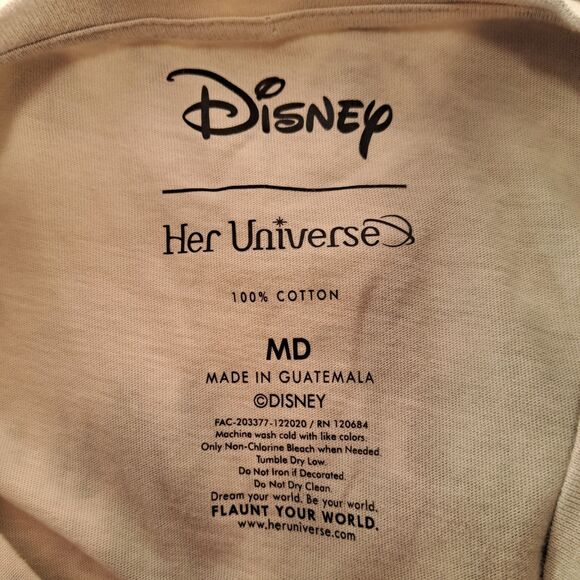 Disney
Her Universe
100% COTTON
MD
MADE IN GUATEMALA
©DISNEY
FAC-203377-122020 / RN 120684
Machine wash cold with like colors.
Only Non-Chlorine Bleach when Needed.
Tumble Dry Low.
Do Not Iron if Decorated.
Do Not Dry Clean.
Dream your world. Be your world.
FLAUNT YOUR WORLD.
www.heruniverse.com